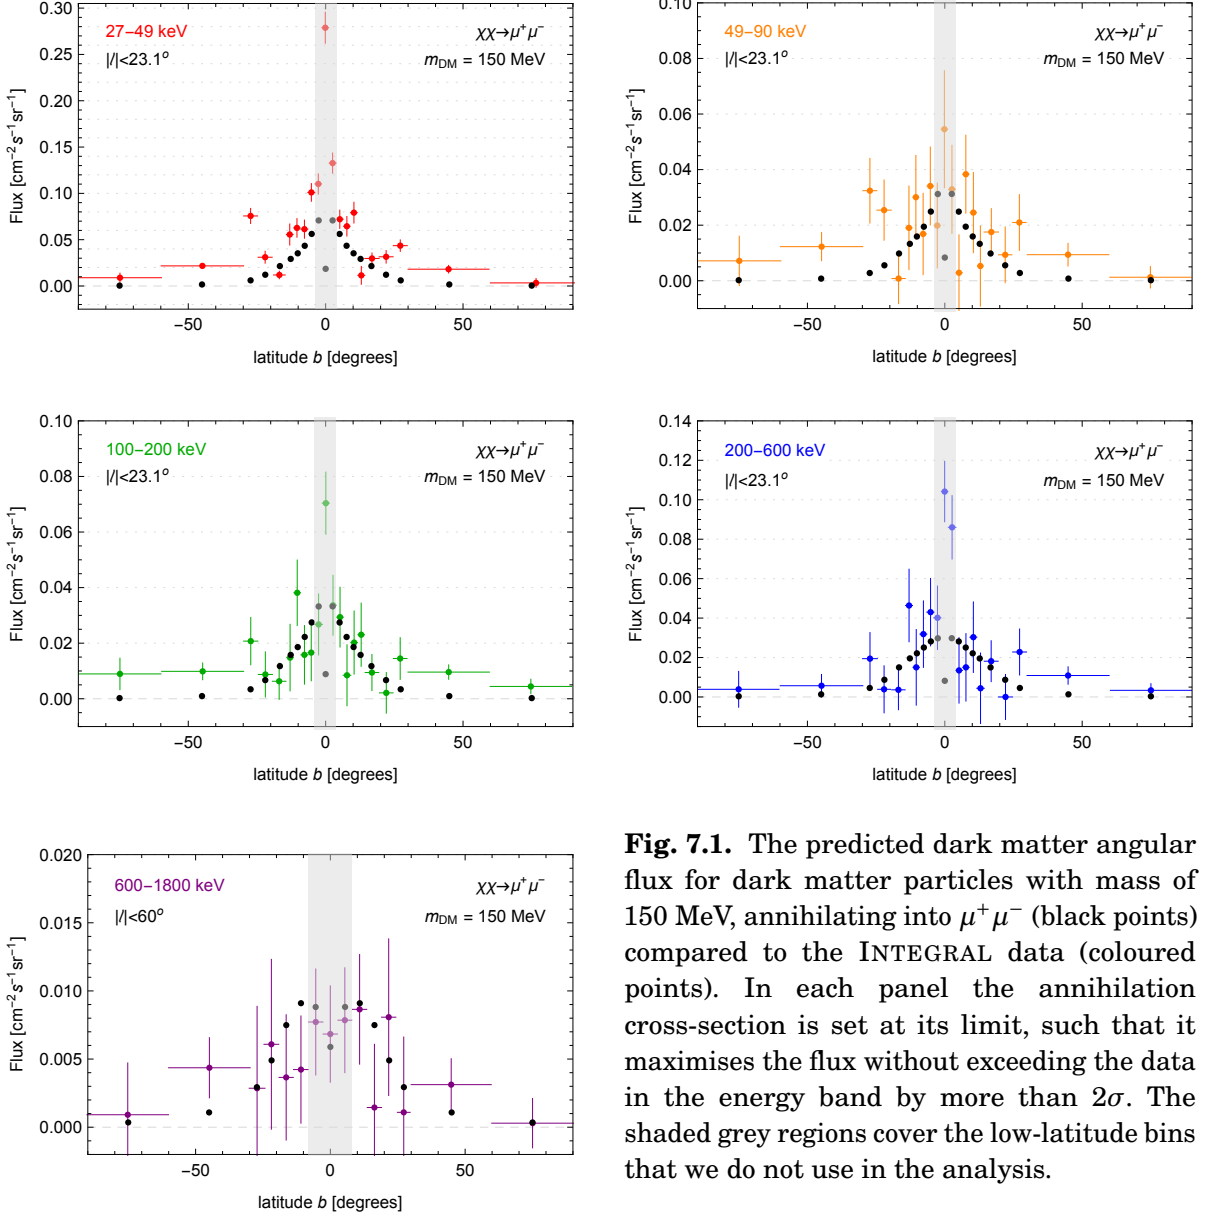 27–49 keV
|l|<23.1°
χχ→μ⁺μ⁻
m_DM = 150 MeV
0.30
0.25
0.20
0.15
0.10
0.05
0.00
Flux [cm⁻²s⁻¹sr⁻¹]
−50 0 50
latitude b [degrees]
49–90 keV
|l|<23.1°
χχ→μ⁺μ⁻
m_DM = 150 MeV
0.10
0.08
0.06
0.04
0.02
0.00
Flux [cm⁻²s⁻¹sr⁻¹]
−50 0 50
latitude b [degrees]
100–200 keV
|l|<23.1°
χχ→μ⁺μ⁻
m_DM = 150 MeV
0.10
0.08
0.06
0.04
0.02
0.00
Flux [cm⁻²s⁻¹sr⁻¹]
−50 0 50
latitude b [degrees]
200–600 keV
|l|<23.1°
χχ→μ⁺μ⁻
m_DM = 150 MeV
0.14
0.12
0.10
0.08
0.06
0.04
0.02
0.00
Flux [cm⁻²s⁻¹sr⁻¹]
−50 0 50
latitude b [degrees]
600–1800 keV
|l|<60°
χχ→μ⁺μ⁻
m_DM = 150 MeV
0.020
0.015
0.010
0.005
0.000
Flux [cm⁻²s⁻¹sr⁻¹]
−50 0 50
latitude b [degrees]
Fig. 7.1. The predicted dark matter angular
flux for dark matter particles with mass of
150 MeV, annihilating into μ⁺μ⁻ (black points)
compared to the INTEGRAL data (coloured
points). In each panel the annihilation
cross-section is set at its limit, such that it
maximises the flux without exceeding the data
in the energy band by more than 2σ. The
shaded grey regions cover the low-latitude bins
that we do not use in the analysis.